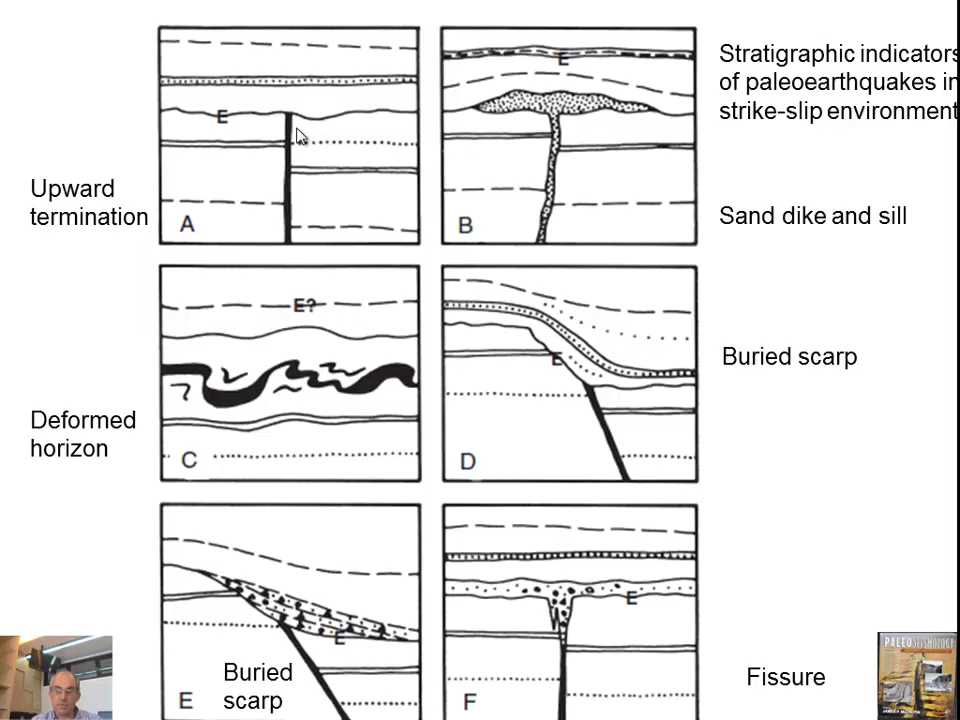 Stratigraphic indicators
of paleoearthquakes in
strike-slip environment
E
E
Upward
termination
A
B
Sand dike and sill
E?
E
Buried scarp
Deformed
horizon
C
D
E
E
Buried
scarp
E
F
Fissure
PALEOSEISMOLOGY